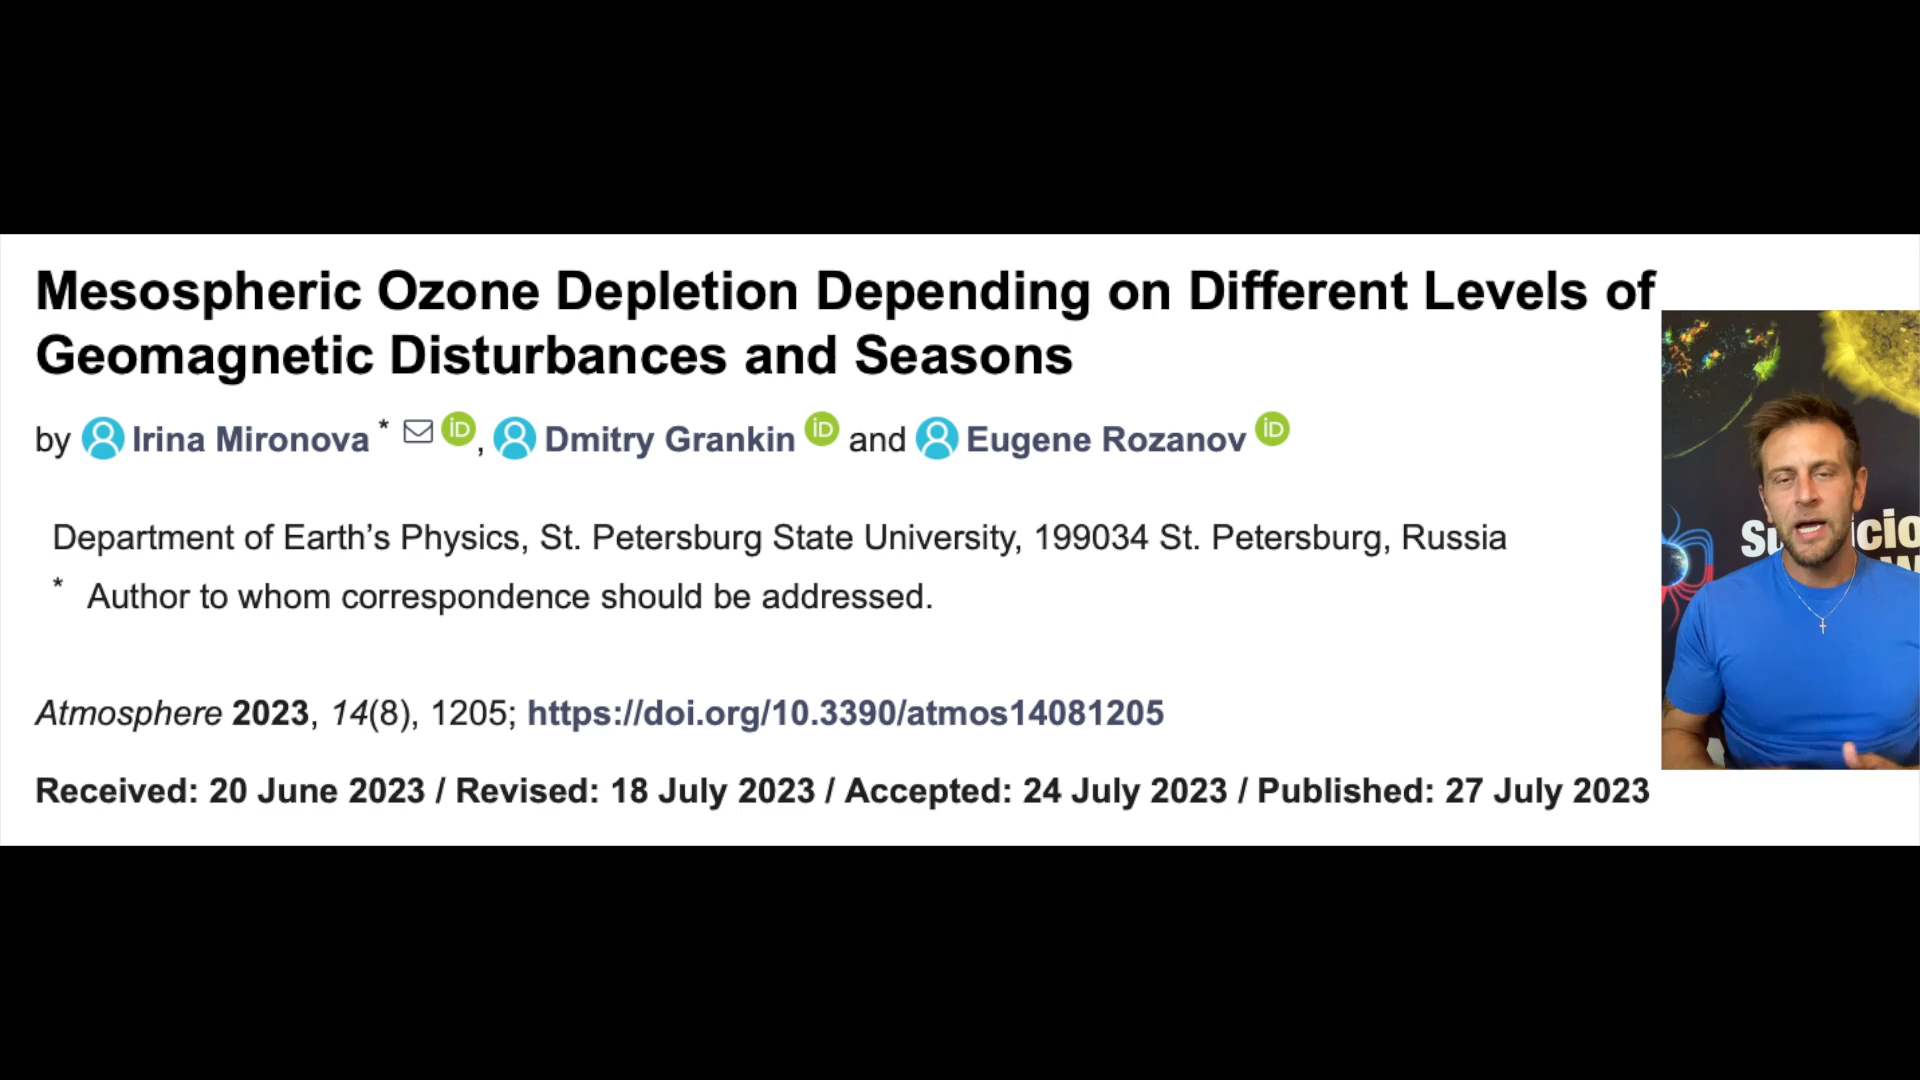 Mesospheric Ozone Depletion Depending on Different Levels of
Geomagnetic Disturbances and Seasons
by Irina Mironova * iD, Dmitry Grankin iD and Eugene Rozanov iD
Department of Earth's Physics, St. Petersburg State University, 199034 St. Petersburg, Russia
* Author to whom correspondence should be addressed.
Atmosphere 2023, 14(8), 1205; https://doi.org/10.3390/atmos14081205
Received: 20 June 2023 / Revised: 18 July 2023 / Accepted: 24 July 2023 / Published: 27 July 2023